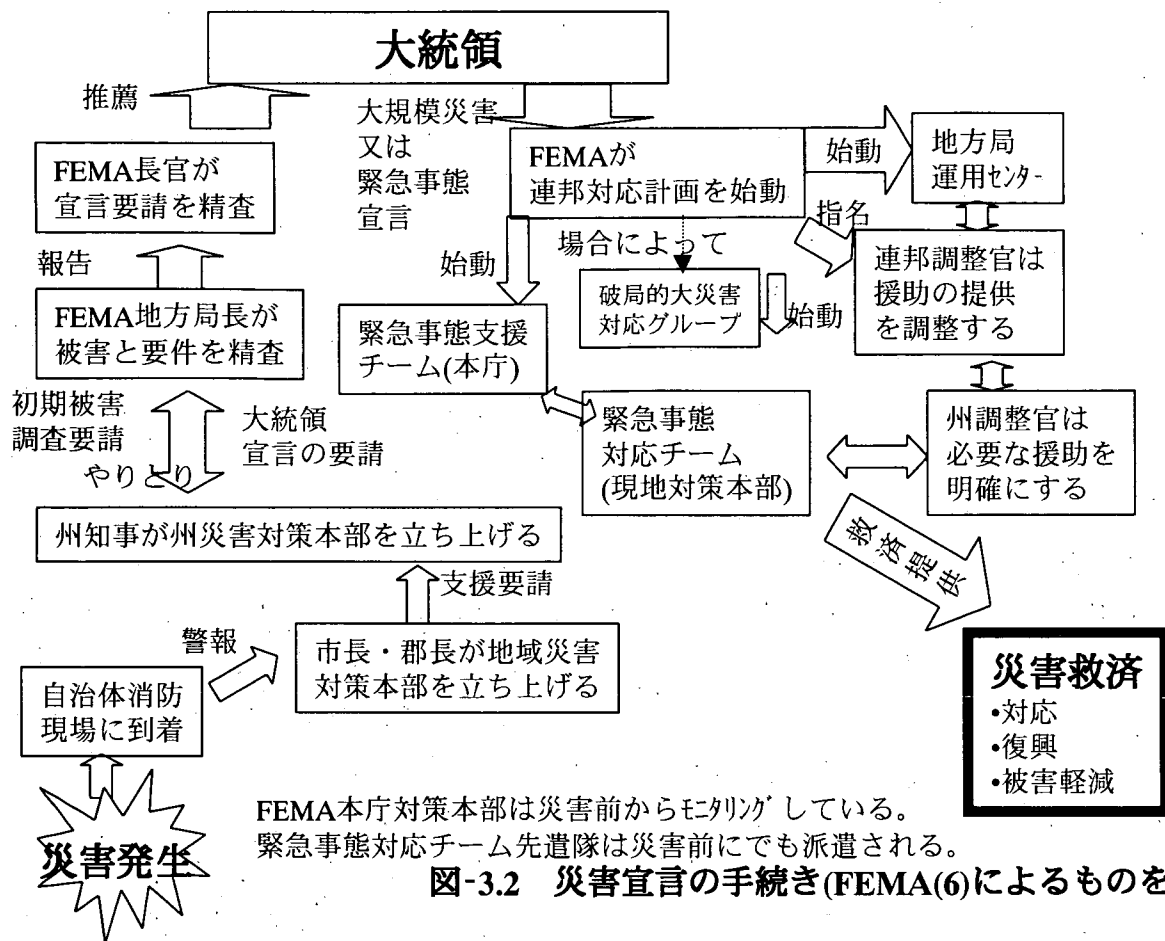 大統領
推薦
大規模災害
又は
緊急事態
宣言
FEMA長官が
宣言要請を精査
FEMAが
連邦対応計画を始動
始動
地方局
運用ｾﾝﾀｰ
指名
報告
始動
場合によって
連邦調整官は
援助の提供
を調整する
FEMA地方局長が
被害と要件を精査
緊急事態支援
チーム(本庁)
破局的大災害
対応グループ
始動
初期被害
調査要請
大統領
宣言の要請
やりとり
緊急事態
対応チーム
(現地対策本部)
州調整官は
必要な援助を
明確にする
州知事が州災害対策本部を立ち上げる
支援要請
救済提供
警報
市長・郡長が地域災害
対策本部を立ち上げる
自治体消防
現場に到着
災害救済
•対応
•復興
•被害軽減
災害発生
FEMA本庁対策本部は災害前からﾓﾆﾀﾘﾝｸﾞしている。
緊急事態対応チーム先遣隊は災害前にでも派遣される。
図-3.2 災害宣言の手続き(FEMA(6)によるものを